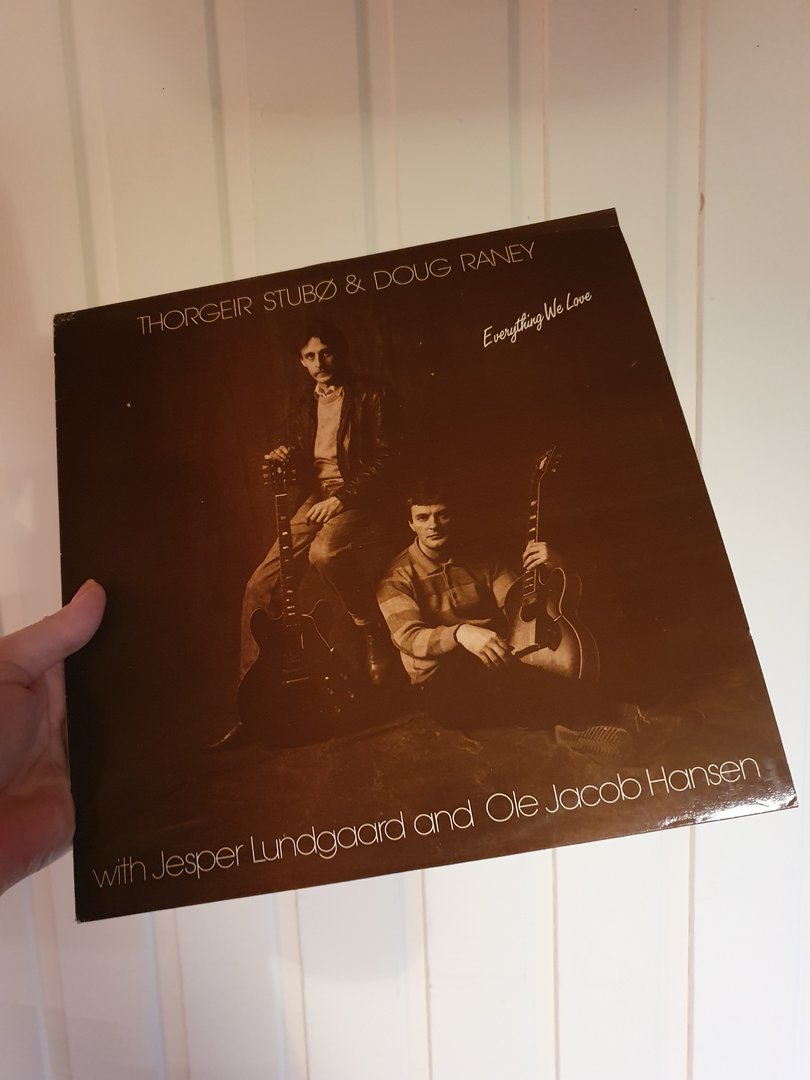 THORGEIR STUBØ & DOUG RANEY
Everything We Love
with Jesper Lundgaard and Ole Jacob Hansen